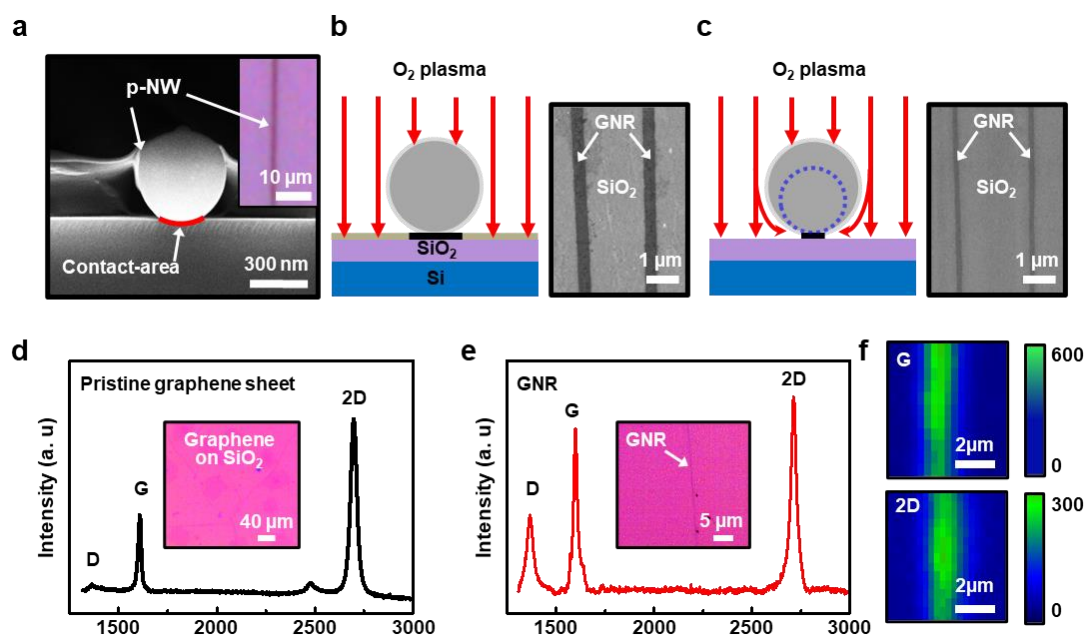 a
p-NW
10 μm
Contact-area
300 nm
b
O₂ plasma
SiO₂
Si
GNR
SiO₂
1 μm
c
O₂ plasma
GNR
SiO₂
1 μm
d
Pristine graphene sheet
Graphene
on SiO₂
40 μm
D
G
2D
Intensity (a. u)
1500
2000
2500
3000
e
GNR
GNR
5 μm
D
G
2D
Intensity (a. u)
1500
2000
2500
3000
f
G
2μm
600
0
2D
2μm
300
0